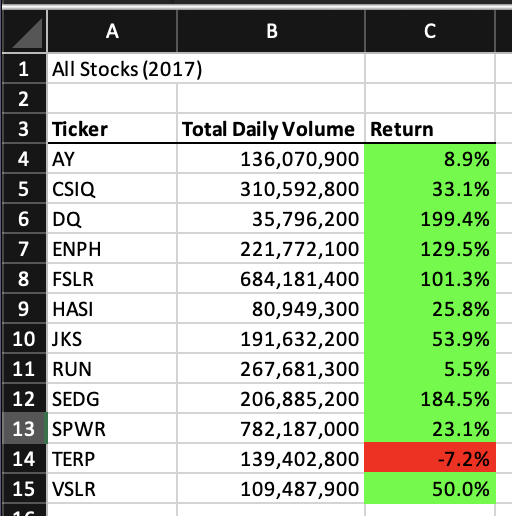 A B C
1 All Stocks (2017)
2
3 Ticker Total Daily Volume Return
4 AY 136,070,900 8.9%
5 CSIQ 310,592,800 33.1%
6 DQ 35,796,200 199.4%
7 ENPH 221,772,100 129.5%
8 FSLR 684,181,400 101.3%
9 HASI 80,949,300 25.8%
10 JKS 191,632,200 53.9%
11 RUN 267,681,300 5.5%
12 SEDG 206,885,200 184.5%
13 SPWR 782,187,000 23.1%
14 TERP 139,402,800 -7.2%
15 VSLR 109,487,900 50.0%